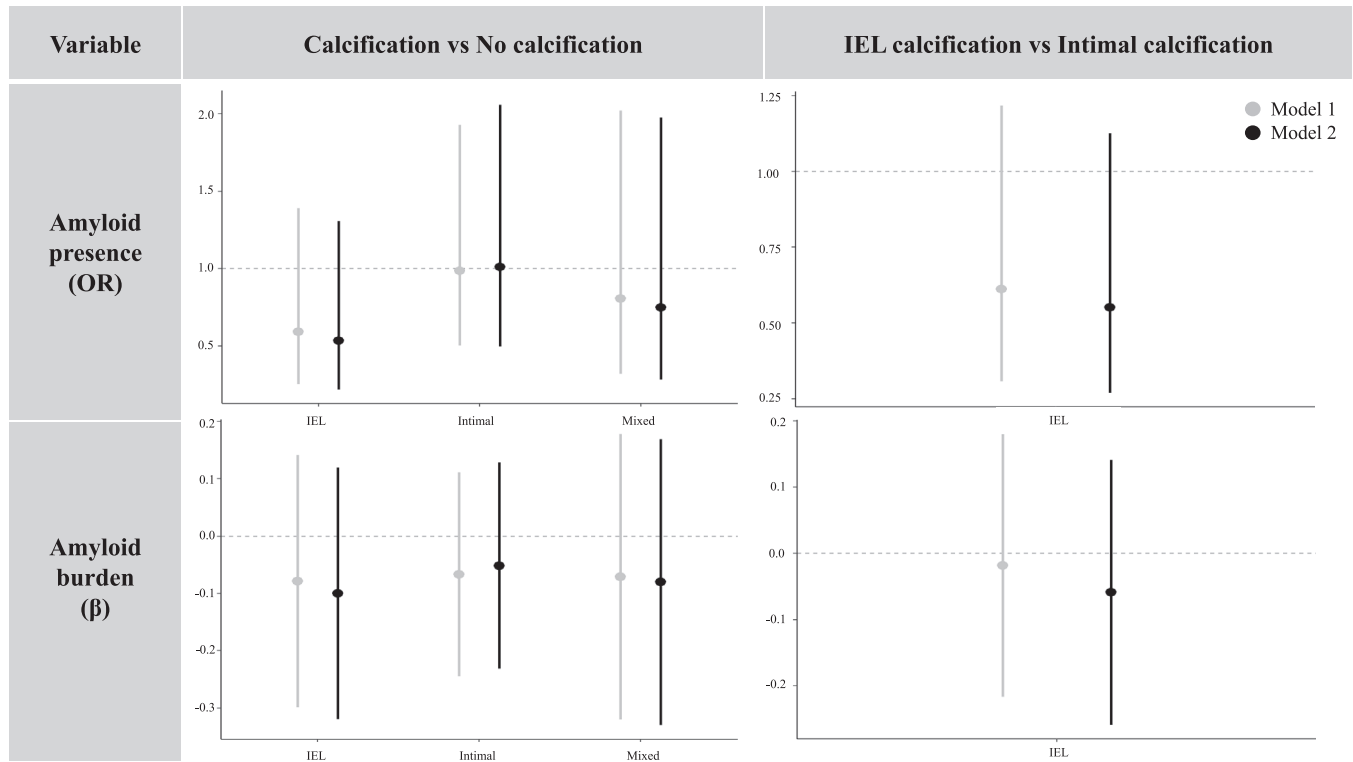 Variable
Calcification vs No calcification
IEL calcification vs Intimal calcification
Amyloid
presence
(OR)
2.0
1.5
1.0
0.5
IEL
Intimal
Mixed
1.25
1.00
0.75
0.50
0.25
IEL
Model 1
Model 2
Amyloid
burden
(β)
0.2
0.1
0.0
-0.1
-0.2
-0.3
IEL
Intimal
Mixed
0.2
0.1
0.0
-0.1
-0.2
IEL